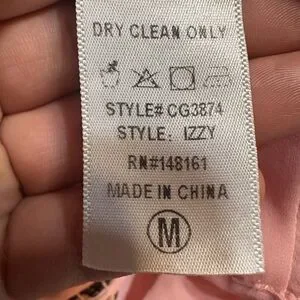 DRY CLEAN ONLY
STYLE# CG3874
STYLE: IZZY
RN#148161
MADE IN CHINA
M